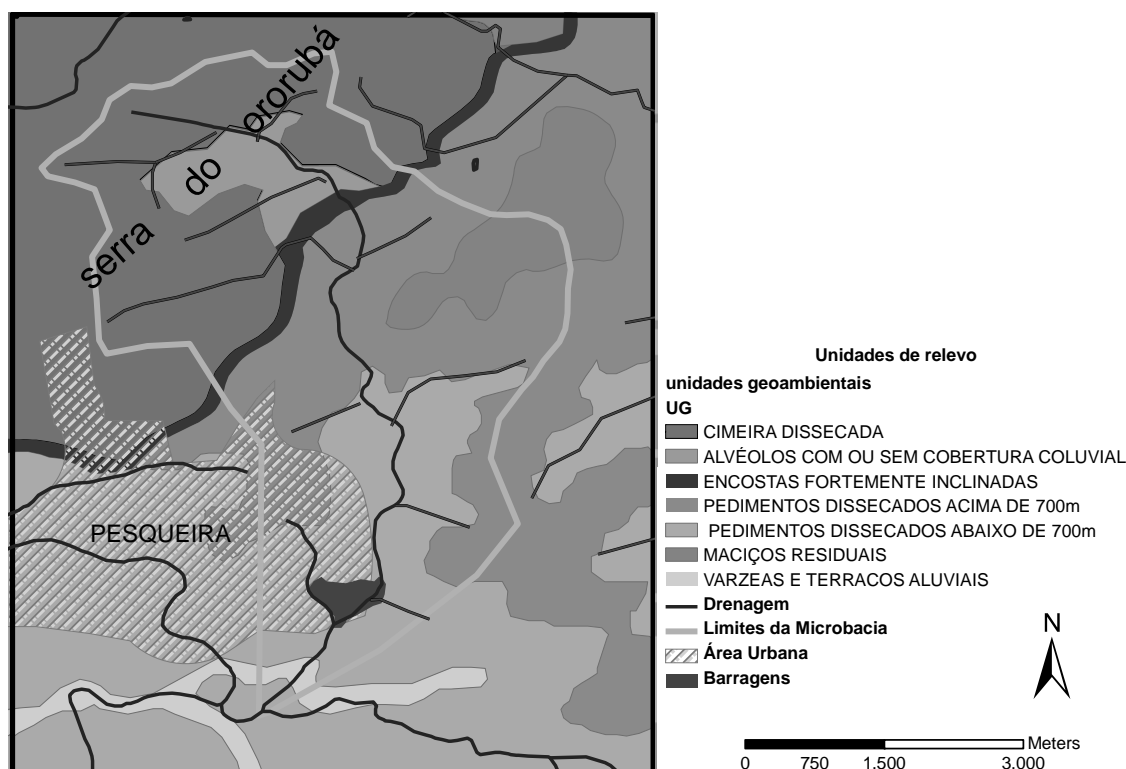 serra do ororubá
PESQUEIRA
Unidades de relevo
unidades geoambientais
UG
CIMEIRA DISSECADA
ALVÉOLOS COM OU SEM COBERTURA COLUVIAL
ENCOSTAS FORTEMENTE INCLINADAS
PEDIMENTOS DISSECADOS ACIMA DE 700m
PEDIMENTOS DISSECADOS ABAIXO DE 700m
MACIÇOS RESIDUAIS
VARZEAS E TERRACOS ALUVIAIS
Drenagem
Limites da Microbacia
Área Urbana
Barragens
N
Meters
0 750 1.500 3.000